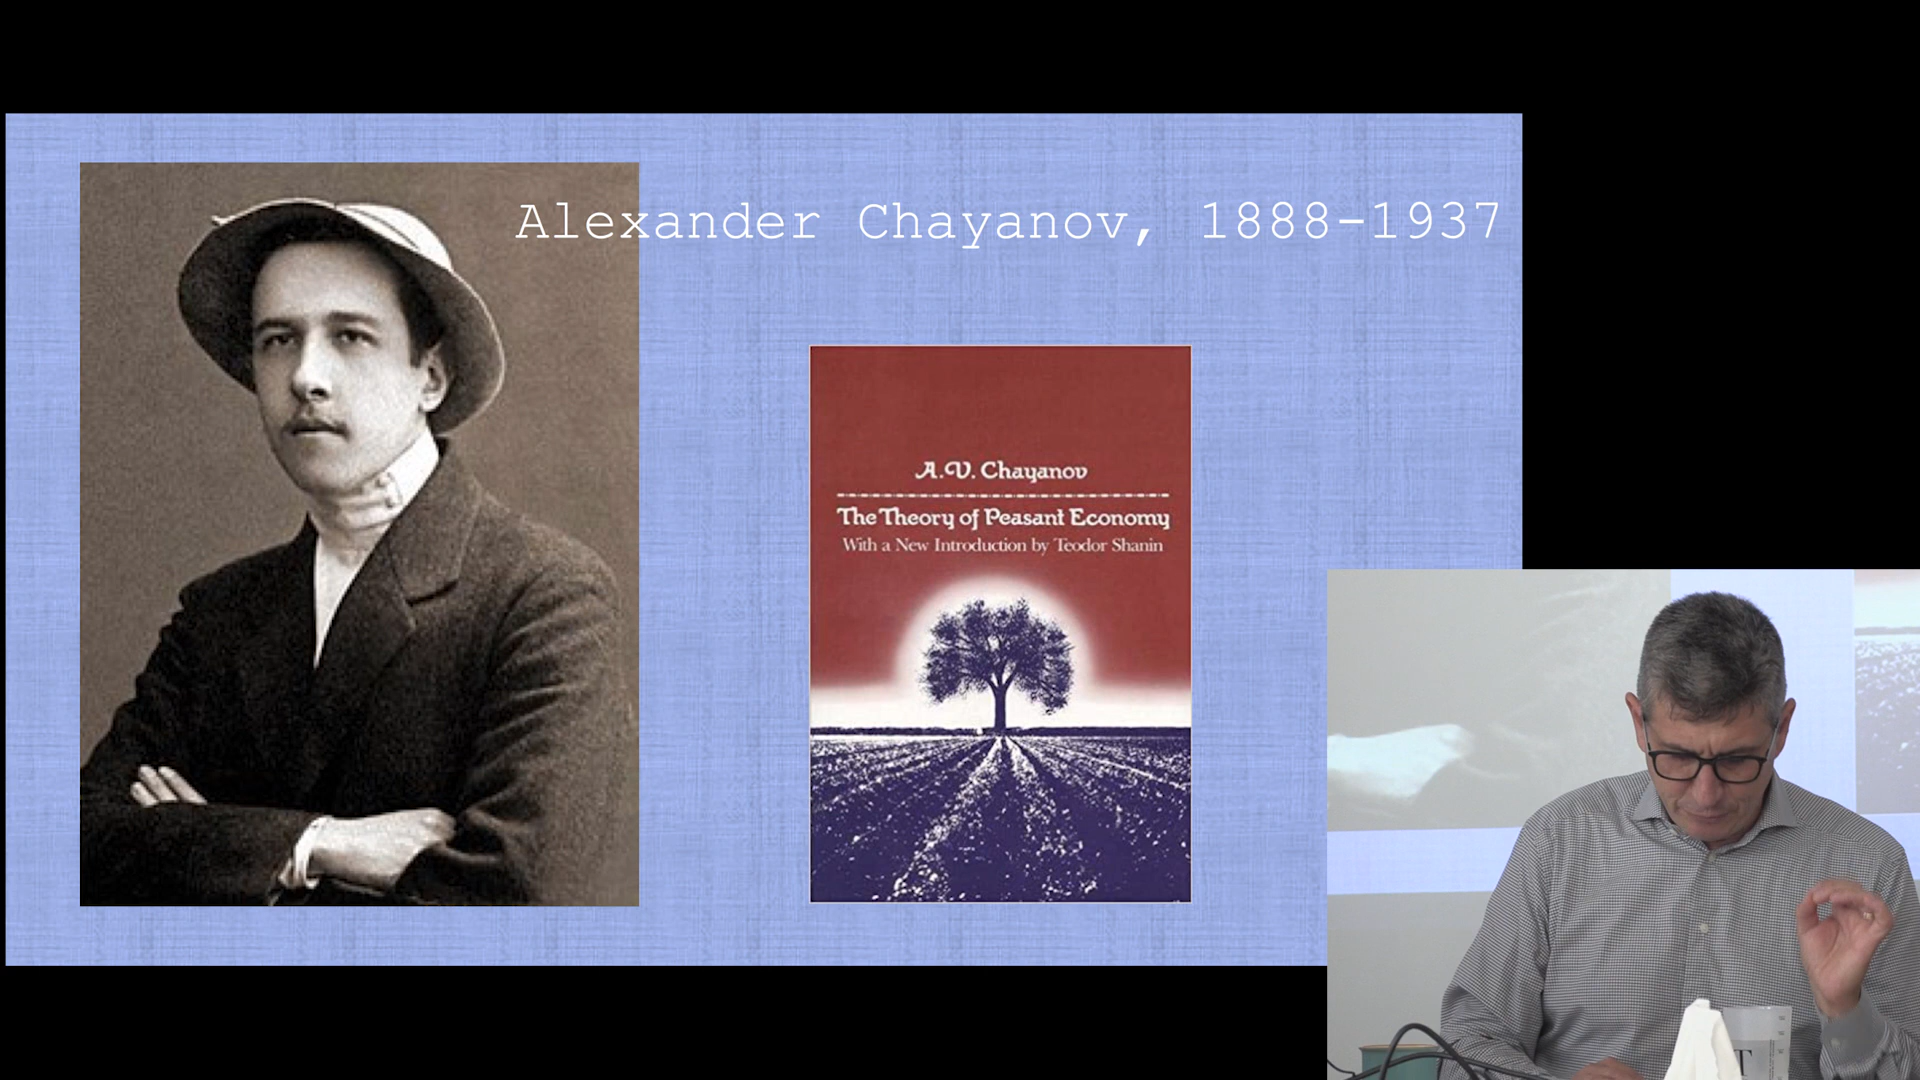 Alexander Chayanov, 1888-1937
A.V. Chayanov
The Theory of Peasant Economy
With a New Introduction by Teodor Shanin